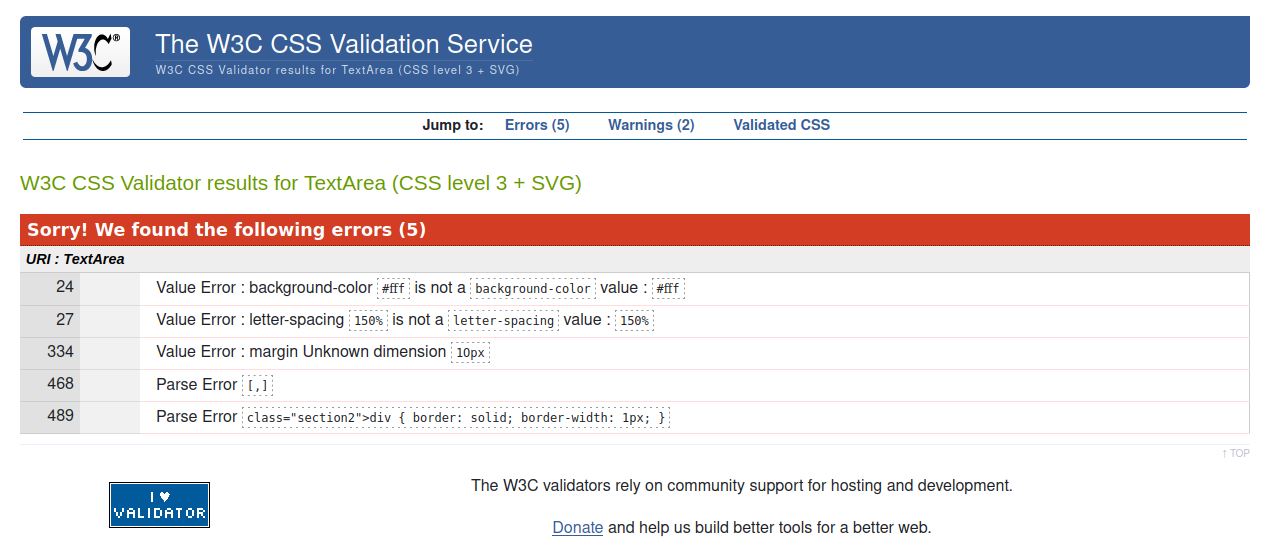 W3C®
The W3C CSS Validation Service
W3C CSS Validator results for TextArea (CSS level 3 + SVG)
Jump to: Errors (5) Warnings (2) Validated CSS
W3C CSS Validator results for TextArea (CSS level 3 + SVG)
Sorry! We found the following errors (5)
URI : TextArea
24 Value Error : background-color #fff is not a background-color value : #fff
27 Value Error : letter-spacing 150% is not a letter-spacing value : 150%
334 Value Error : margin Unknown dimension 10px
468 Parse Error [,]
489 Parse Error class="section2">div { border: solid; border-width: 1px; }
↑ TOP
I ♥
VALIDATOR
The W3C validators rely on community support for hosting and development.
Donate and help us build better tools for a better web.